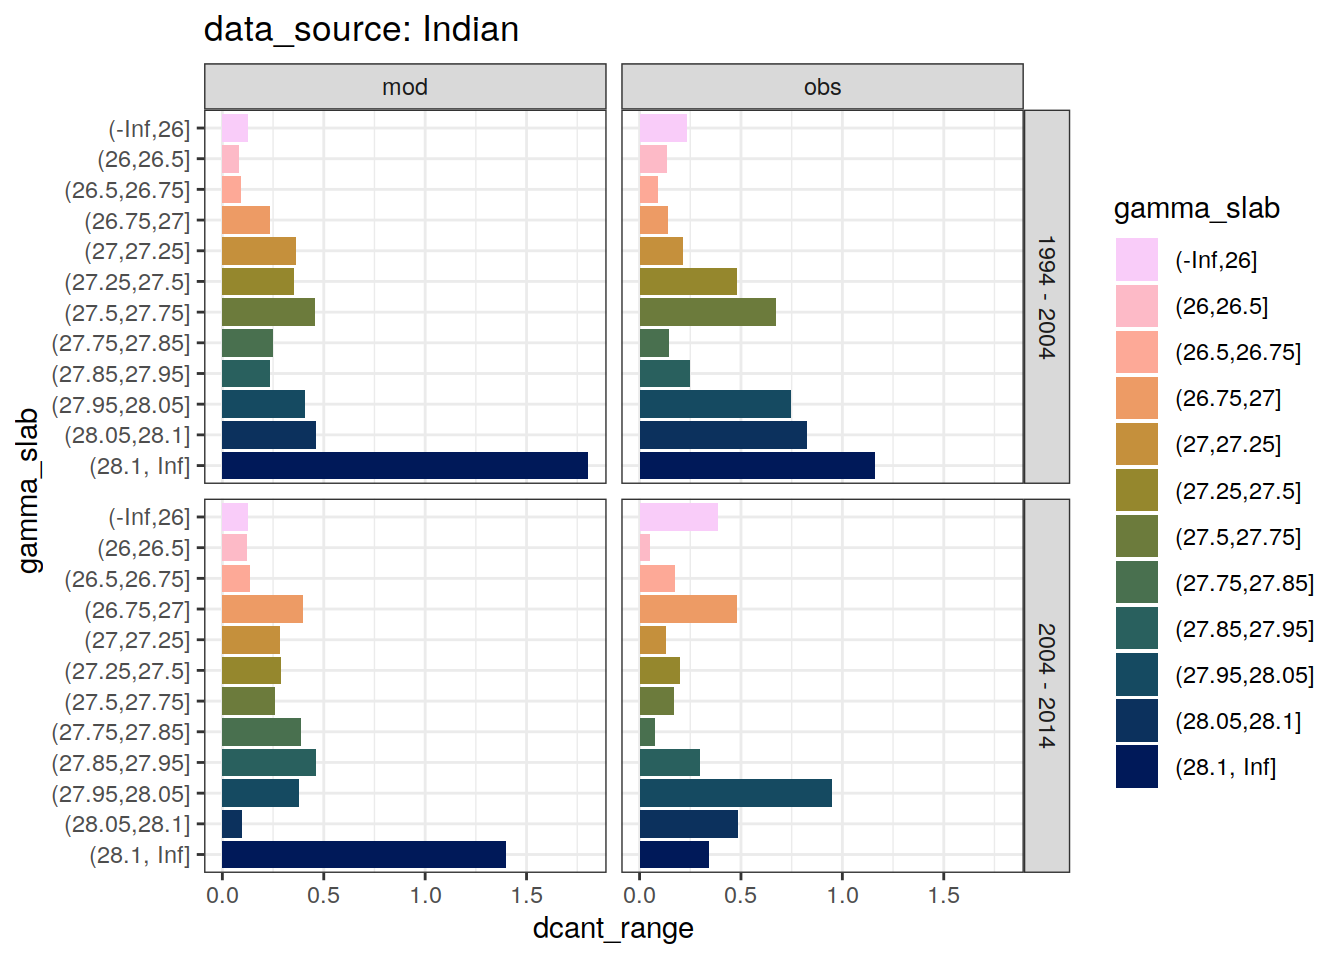 data_source: Indian
mod
obs
(-Inf,26]
(26,26.5]
(26.5,26.75]
(26.75,27]
(27,27.25]
(27.25,27.5]
(27.5,27.75]
(27.75,27.85]
(27.85,27.95]
(27.95,28.05]
(28.05,28.1]
(28.1, Inf]
1994 - 2004
(-Inf,26]
(26,26.5]
(26.5,26.75]
(26.75,27]
(27,27.25]
(27.25,27.5]
(27.5,27.75]
(27.75,27.85]
(27.85,27.95]
(27.95,28.05]
(28.05,28.1]
(28.1, Inf]
2004 - 2014
gamma_slab
0.0 0.5 1.0 1.5
0.0 0.5 1.0 1.5
dcant_range
gamma_slab
(-Inf,26]
(26,26.5]
(26.5,26.75]
(26.75,27]
(27,27.25]
(27.25,27.5]
(27.5,27.75]
(27.75,27.85]
(27.85,27.95]
(27.95,28.05]
(28.05,28.1]
(28.1, Inf]